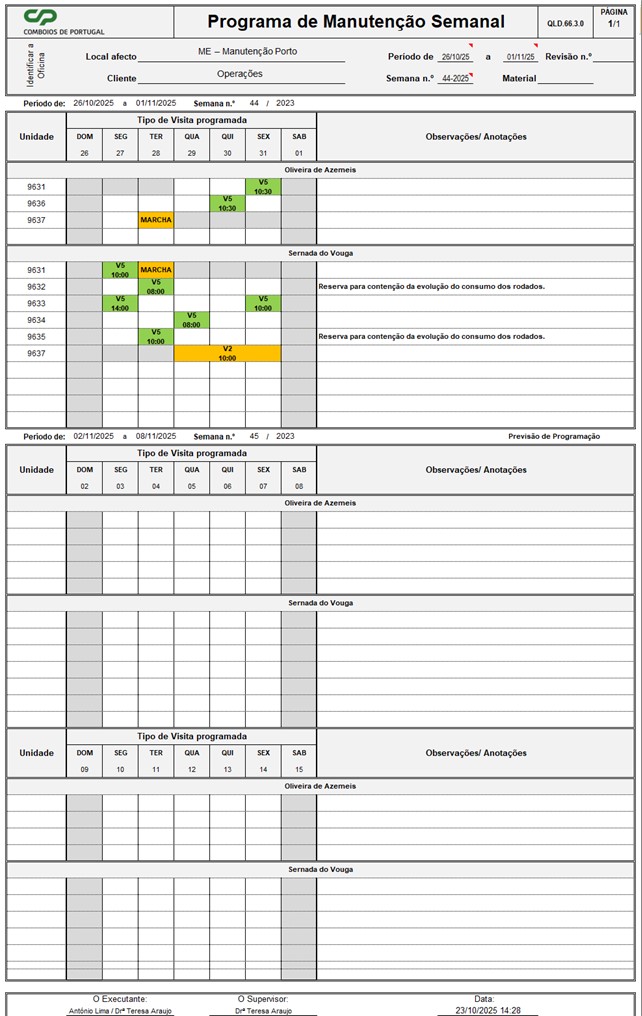 CP
COMBOIOS DE PORTUGAL
Programa de Manutenção Semanal
QLD.66.3.0
PÁGINA
1/1
Identificar a Oficina
Local afecto ME – Manutenção Porto
Periodo de 26/10/25 a 01/11/25 Revisão n.º
Cliente Operações
Semana n.º 44-2025 Material
Periodo de: 26/10/2025 a 01/11/2025 Semana n.º 44 / 2023
Unidade
Tipo de Visita programada
Observações/ Anotações
DOM SEG TER QUA QUI SEX SAB
26 27 28 29 30 31 01
Oliveira de Azemeis
9631 V5 10:30
9636 V5 10:30
9637 MARCHA
Sernada do Vouga
9631 V5 10:00 MARCHA
9632 V5 08:00 Reserva para contenção da evolução do consumo dos rodados.
9633 V5 14:00 V5 10:00
9634 V5 08:00
9635 V5 10:00 Reserva para contenção da evolução do consumo dos rodados.
9637 V2 10:00
Periodo de: 02/11/2025 a 08/11/2025 Semana n.º 45 / 2023 Previsão de Programação
Unidade
Tipo de Visita programada
Observações/ Anotações
DOM SEG TER QUA QUI SEX SAB
02 03 04 05 06 07 08
Oliveira de Azemeis
Sernada do Vouga
Unidade
Tipo de Visita programada
Observações/ Anotações
DOM SEG TER QUA QUI SEX SAB
09 10 11 12 13 14 15
Oliveira de Azemeis
Sernada do Vouga
O Executante: O Supervisor: Data:
António Lima / Drª Teresa Araujo Drª Teresa Araujo 23/10/2025 14:28